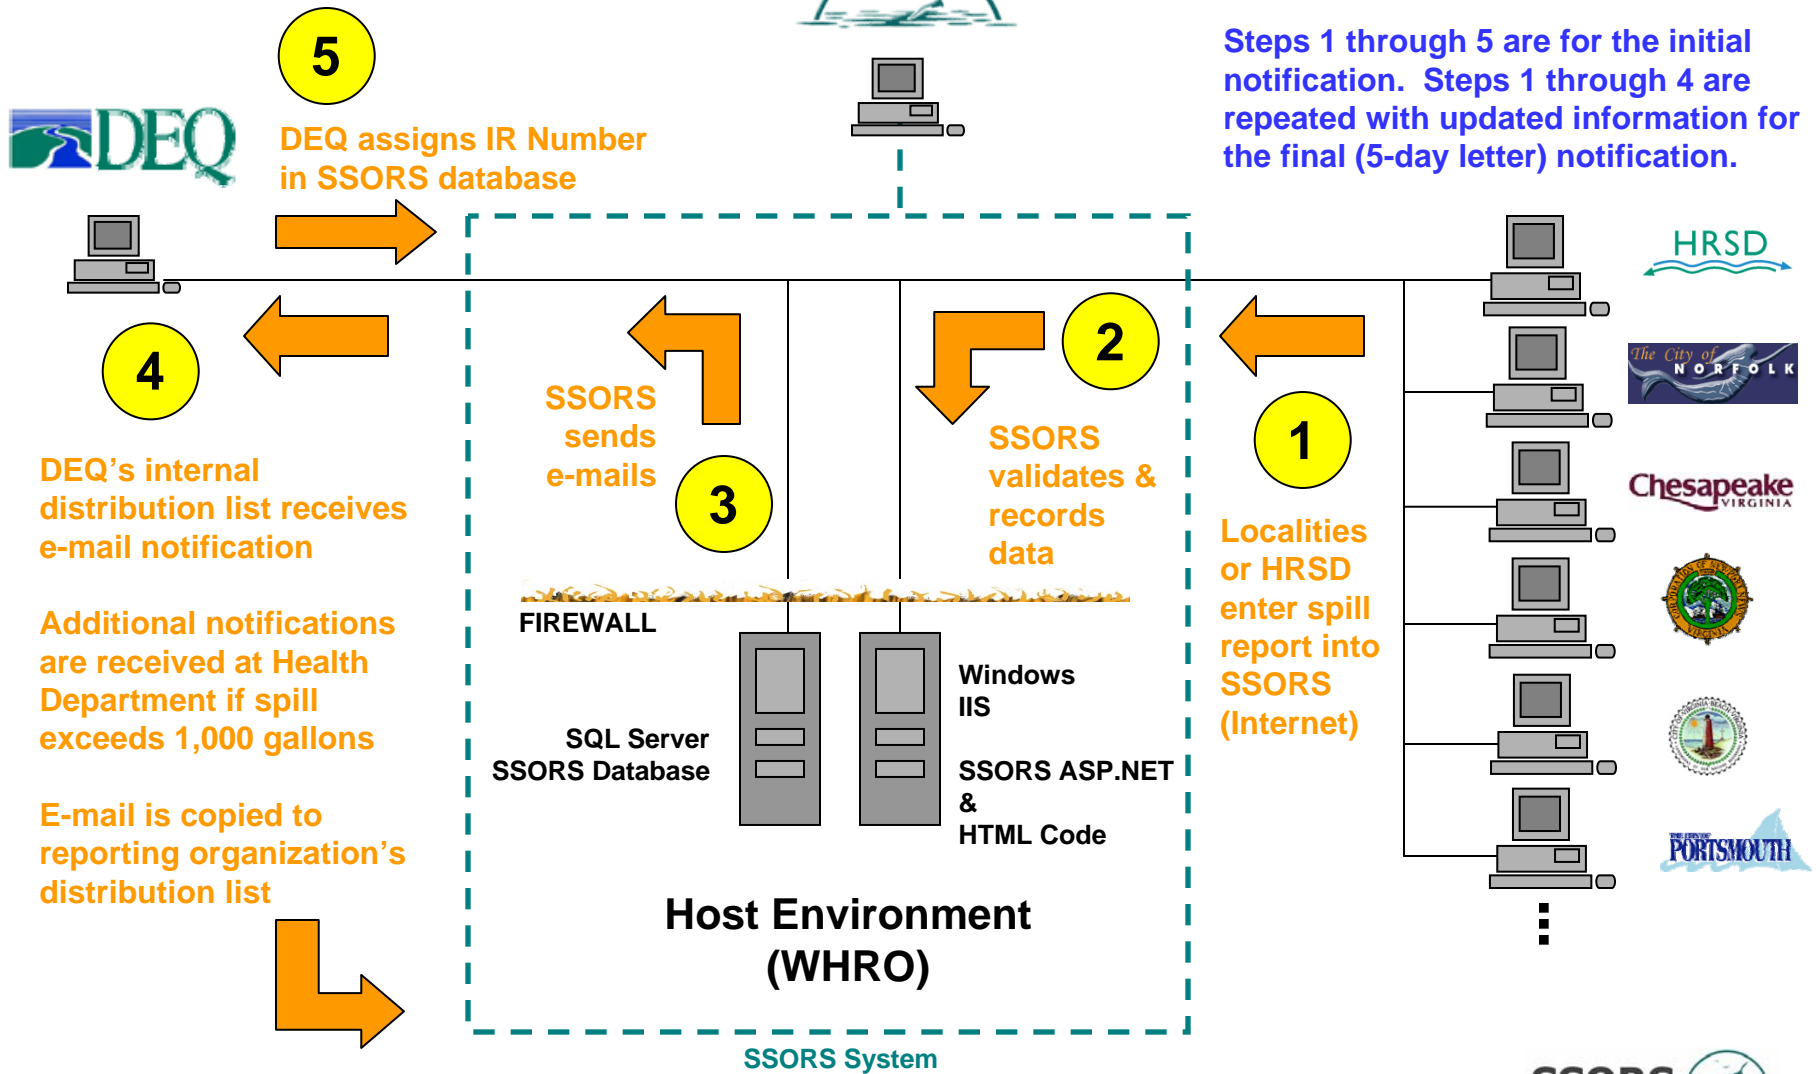 5
DEQ assigns IR Number
in SSORS database
DEQ
Steps 1 through 5 are for the initial
notification. Steps 1 through 4 are
repeated with updated information for
the final (5-day letter) notification.
HRSD
The City of
NORFOLK
Chesapeake
VIRGINIA
THE CITY OF
PORTSMOUTH
1
Localities
or HRSD
enter spill
report into
SSORS
(Internet)
2
SSORS
validates &
records
data
3
SSORS
sends
e-mails
4
DEQ’s internal
distribution list receives
e-mail notification
Additional notifications
are received at Health
Department if spill
exceeds 1,000 gallons
E-mail is copied to
reporting organization’s
distribution list
FIREWALL
SQL Server
SSORS Database
Windows
IIS
SSORS ASP.NET
&
HTML Code
Host Environment
(WHRO)
SSORS System
SSORS